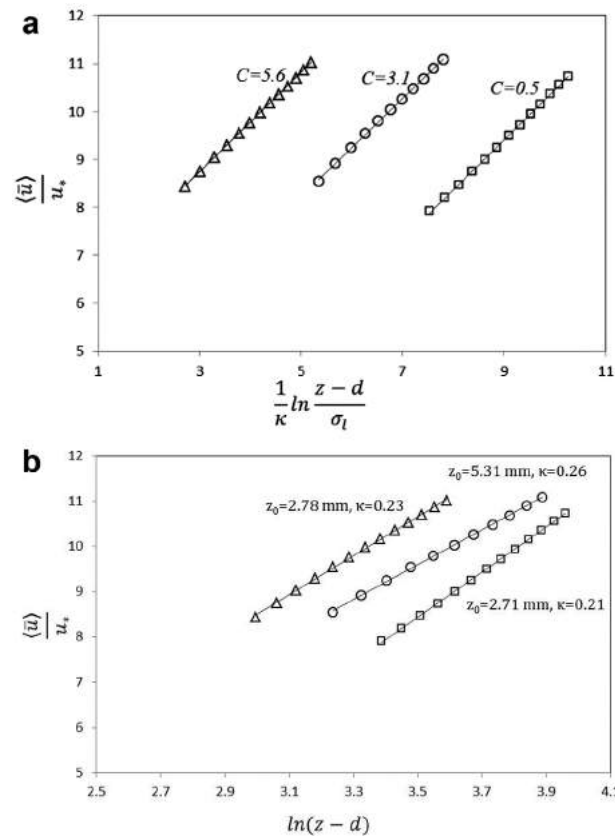 a
12
11
10
9
8
7
6
5
C=5.6
C=3.1
C=0.5
⟨ū⟩
u*
1 3 5 7 9 11
1/κ ln (z − d)/σl
b
12
11
10
9
8
7
6
5
z0=5.31 mm, κ=0.26
z0=2.78 mm, κ=0.23
z0=2.71 mm, κ=0.21
⟨ū⟩
u*
2.5 2.7 2.9 3.1 3.3 3.5 3.7 3.9 4.1
ln(z − d)